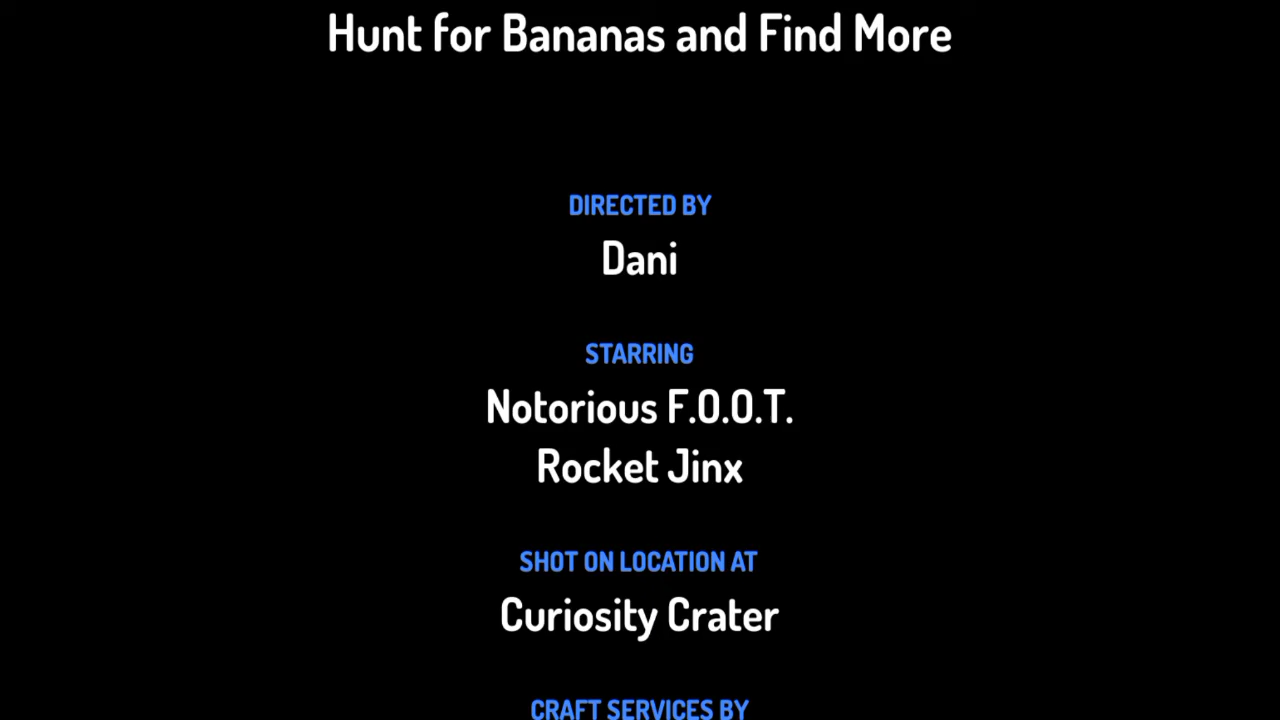 Hunt for Bananas and Find More
DIRECTED BY
Dani
STARRING
Notorious F.O.O.T.
Rocket Jinx
SHOT ON LOCATION AT
Curiosity Crater
CRAFT SERVICES BY